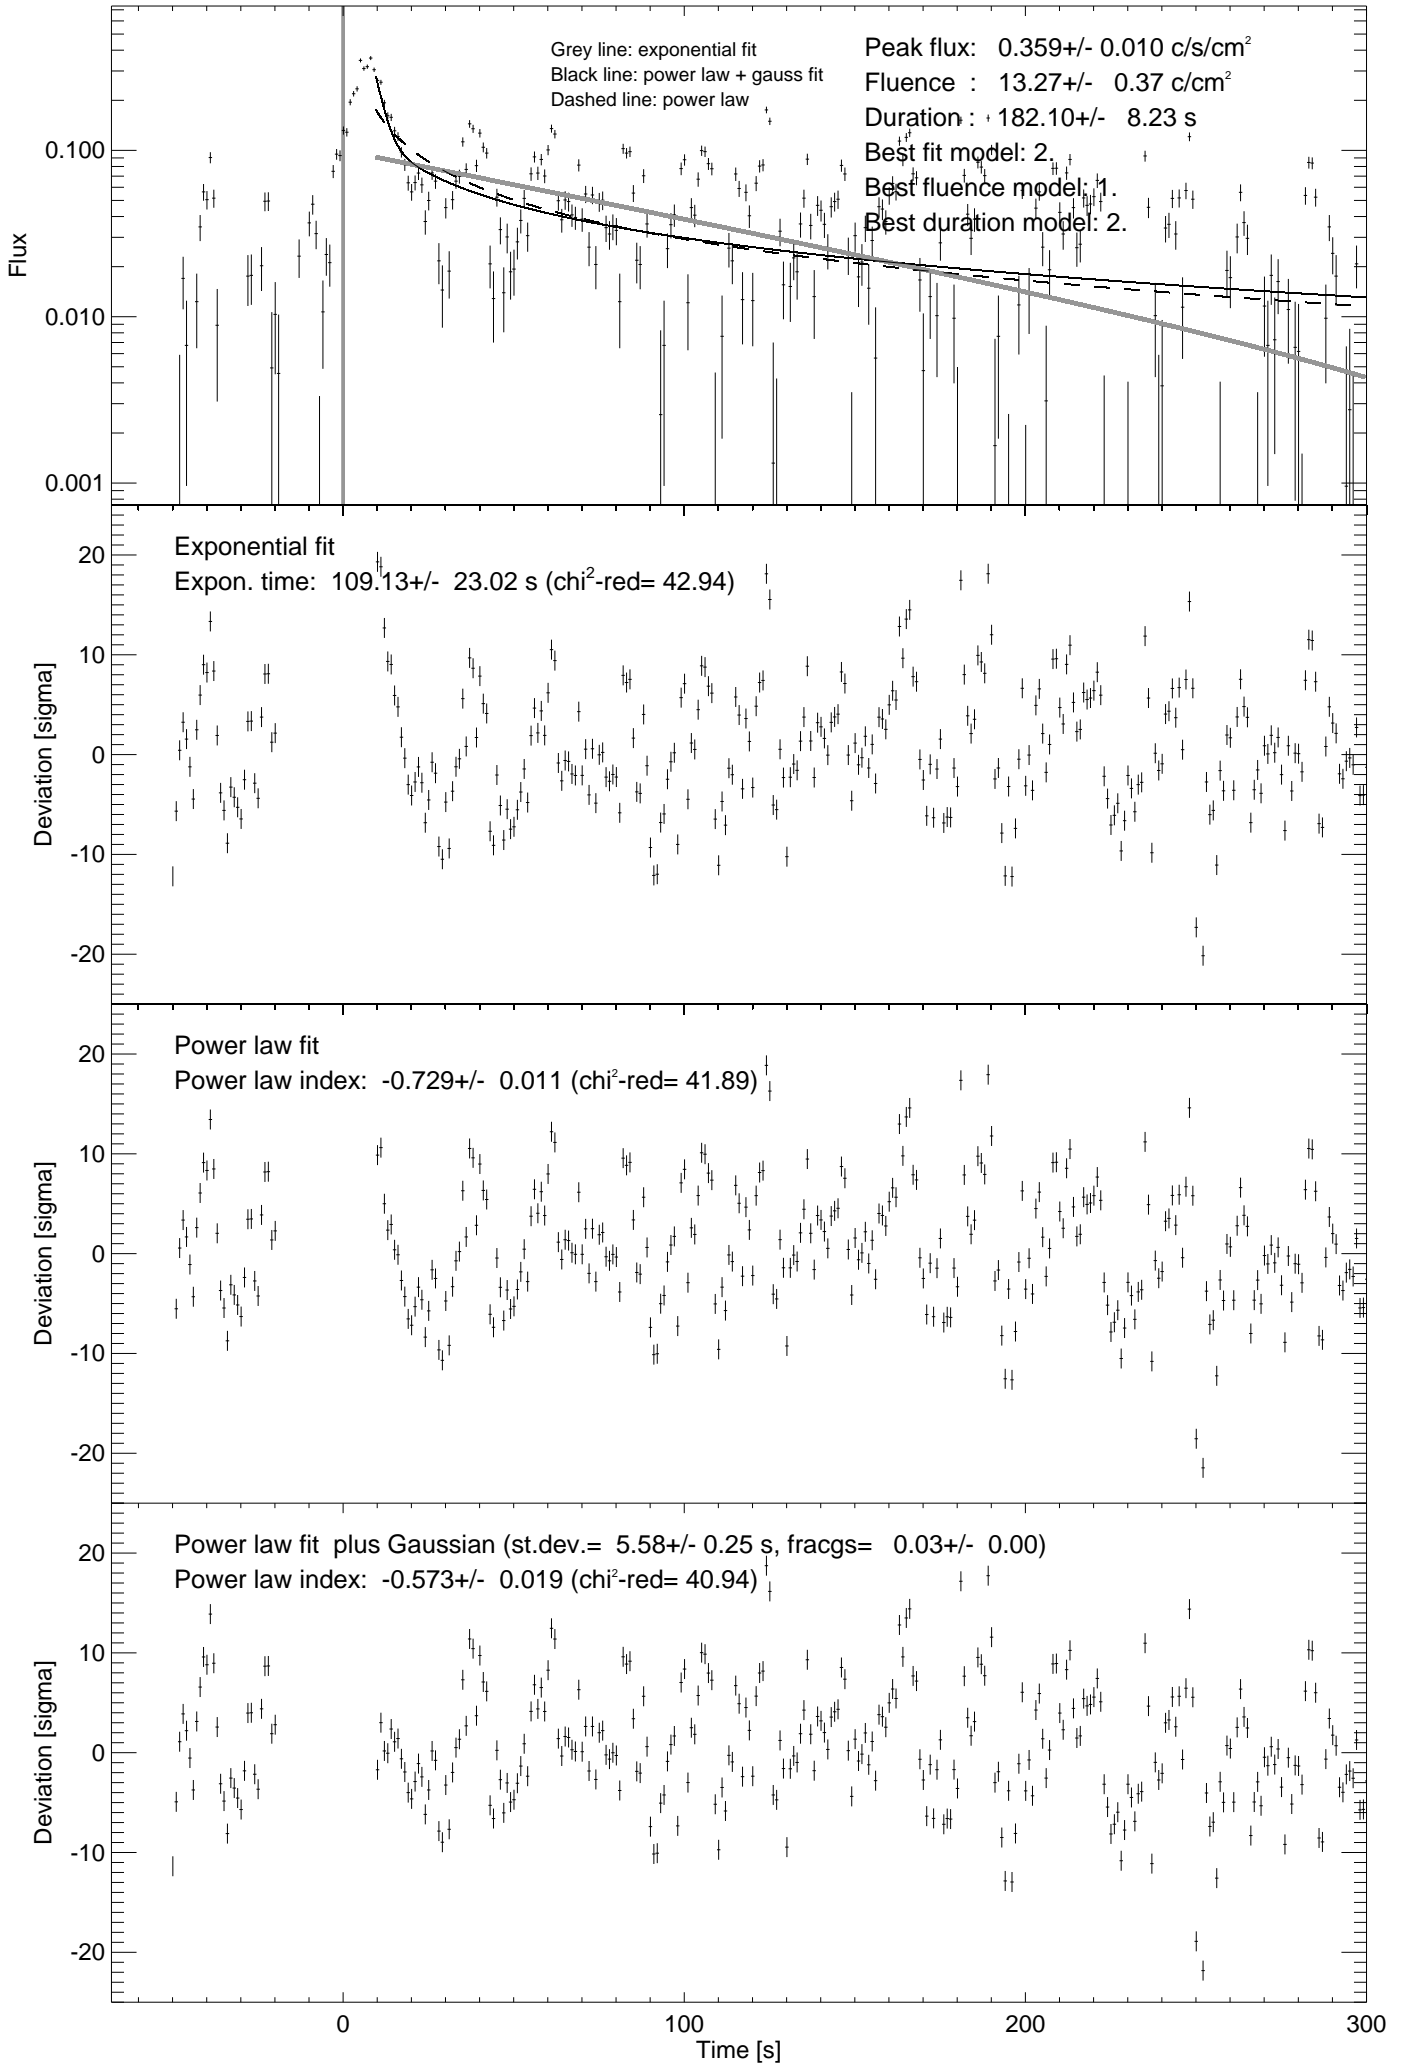 Grey line: exponential fit
Black line: power law + gauss fit
Dashed line: power law
Peak flux: 0.359+/- 0.010 c/s/cm²
Fluence : 13.27+/- 0.37 c/cm²
Duration : 182.10+/- 8.23 s
Best fit model: 2.
Best fluence model: 1.
Best duration model: 2.
0.100
0.010
0.001
Flux
Exponential fit
Expon. time: 109.13+/- 23.02 s (chi²-red= 42.94)
20
10
0
-10
-20
Deviation [sigma]
Power law fit
Power law index: -0.729+/- 0.011 (chi²-red= 41.89)
20
10
0
-10
-20
Deviation [sigma]
Power law fit plus Gaussian (st.dev.= 5.58+/- 0.25 s, fracgs= 0.03+/- 0.00)
Power law index: -0.573+/- 0.019 (chi²-red= 40.94)
20
10
0
-10
-20
Deviation [sigma]
0 100 200 300
Time [s]